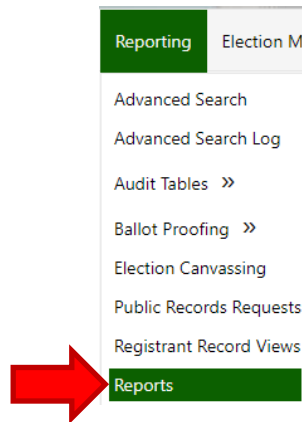 Reporting Election M
Advanced Search
Advanced Search Log
Audit Tables »
Ballot Proofing »
Election Canvassing
Public Records Requests
Registrant Record Views
Reports